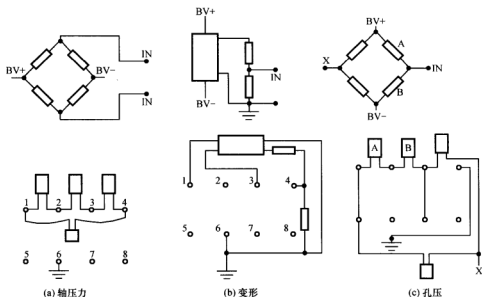 BV+
BV−
IN
IN
BV+
IN
BV−
BV+
A
X
IN
B
BV−
1 2 3 4
5 6 7 8
1 2 3 4
5 6 7 8
A B
X
(a) 轴压力
(b) 变形
(c) 孔压